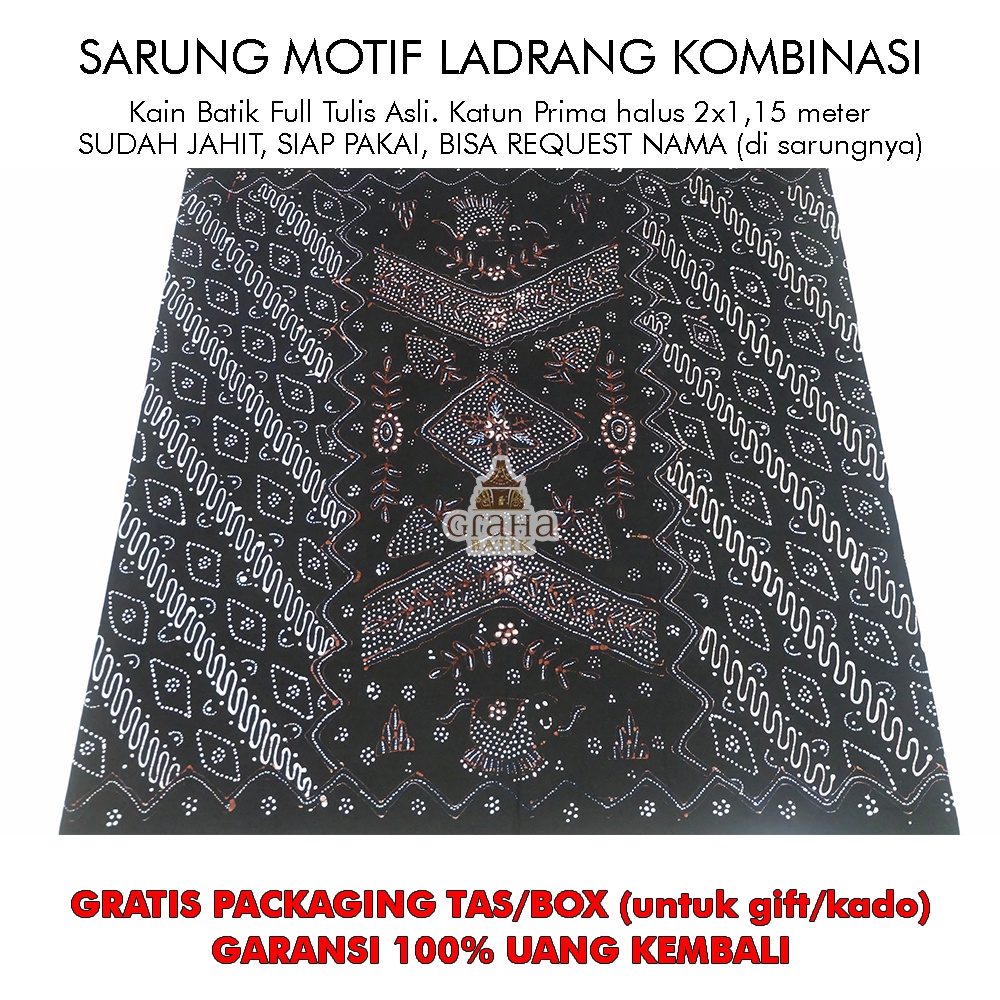 SARUNG MOTIF LADRANG KOMBINASI
Kain Batik Full Tulis Asli. Katun Prima halus 2x1,15 meter
SUDAH JAHIT, SIAP PAKAI, BISA REQUEST NAMA (di sarungnya)
GraHa
BATIK
GRATIS PACKAGING TAS/BOX (untuk gift/kado)
GARANSI 100% UANG KEMBALI